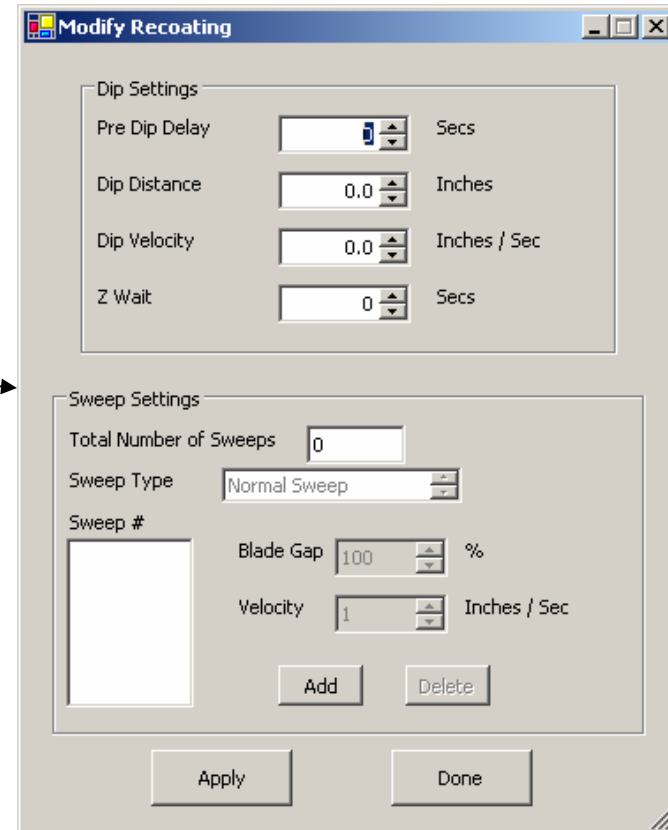 Modify Recoating
Dip Settings
Pre Dip Delay 0 Secs
Dip Distance 0.0 Inches
Dip Velocity 0.0 Inches / Sec
Z Wait 0 Secs
Sweep Settings
Total Number of Sweeps 0
Sweep Type Normal Sweep
Sweep #
Blade Gap 100 %
Velocity 1 Inches / Sec
Add Delete
Apply Done